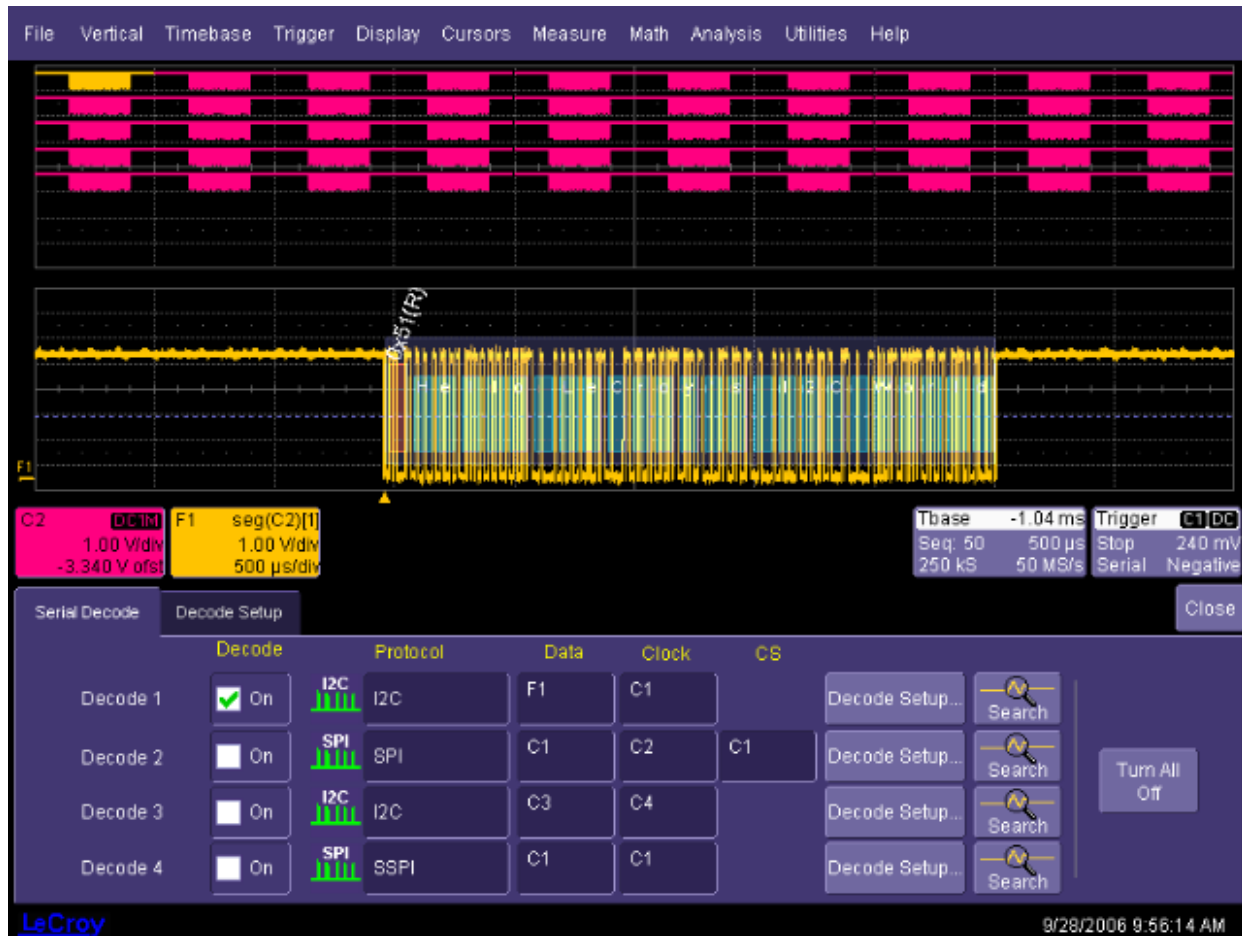 File Vertical Timebase Trigger Display Cursors Measure Math Analysis Utilities Help
0x51(R)
F1
C2 DC1M
1.00 V/div
-3.340 V ofst
F1 seg(C2)[1]
1.00 V/div
500 µs/div
Tbase -1.04 ms
Seq: 50 500 µs
250 kS 50 MS/s
Trigger C1 DC
Stop 240 mV
Serial Negative
Serial Decode Decode Setup Close
Decode Protocol Data Clock CS
Decode 1 On I2C I2C F1 C1 Decode Setup... Search
Decode 2 On SPI SPI C1 C2 C1 Decode Setup... Search
Turn All Off
Decode 3 On I2C I2C C3 C4 Decode Setup... Search
Decode 4 On SPI SSPI C1 C1 Decode Setup... Search
LeCroy 9/28/2006 9:56:14 AM